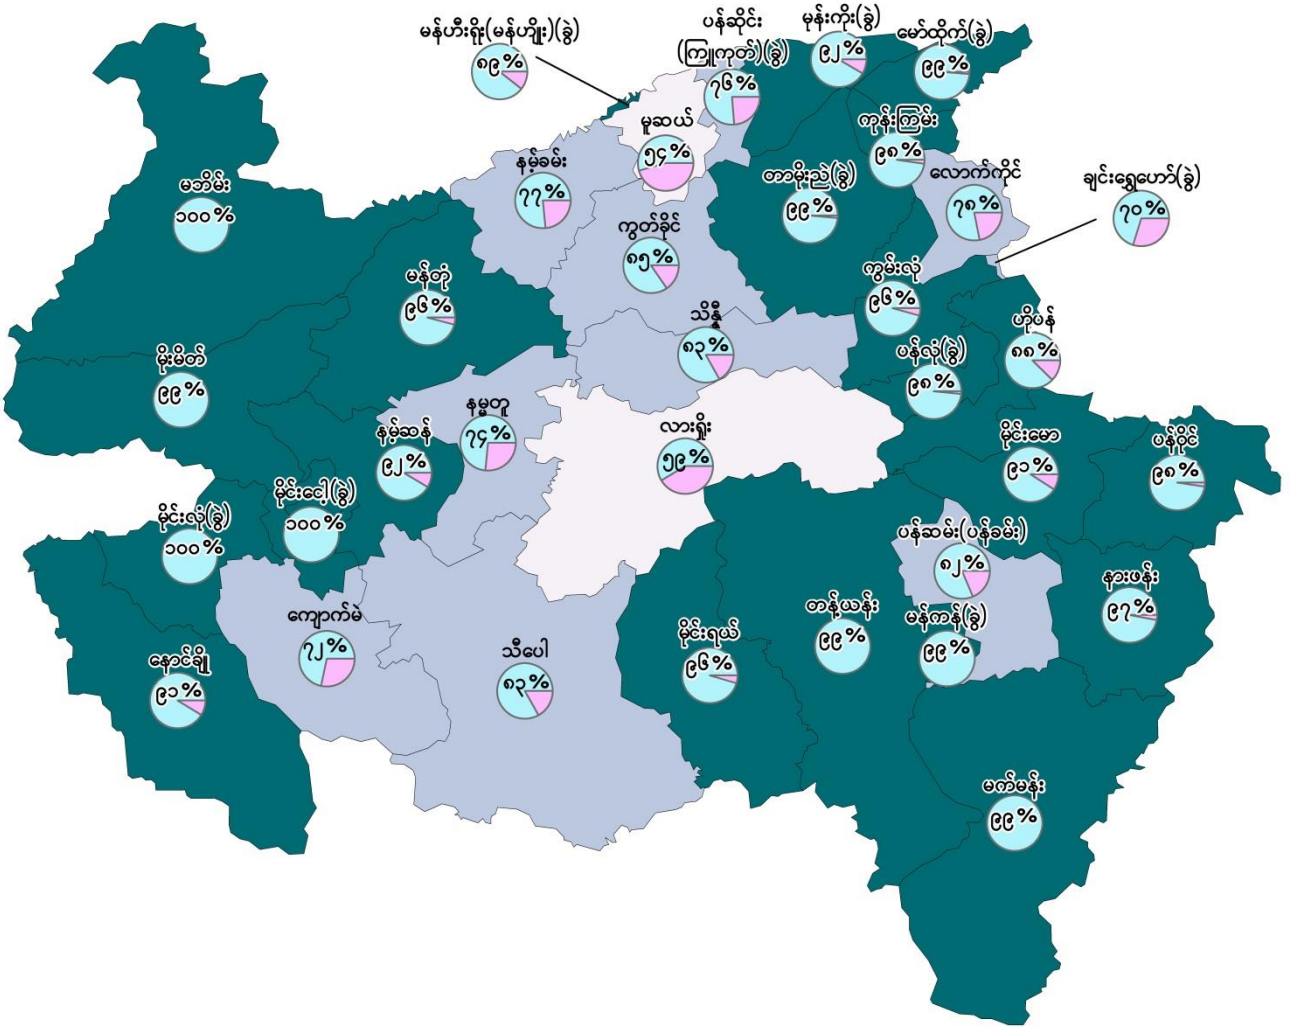 မန်ဟီးရိုး(မန်ဟျိုး)(ခွဲ)
၈၉%
ပန်ဆိုင်း
(ကြူကုတ်)(ခွဲ)
၇၆%
မုန်းကိုး(ခွဲ)
၉၂%
မော်ထိုက်(ခွဲ)
၉၉%
မူဆယ်
၅၄%
ကုန်းကြမ်း
၉၈%
နမ့်ခမ်း
၇၇%
မဘိမ်း
၁၀၀%
တာမိုးညဲ(ခွဲ)
၉၉%
လောက်ကိုင်
၇၈%
ချင်းရွှေဟော်(ခွဲ)
၇၀%
ကွတ်ခိုင်
၈၅%
မန်တုံ
၉၆%
ကွမ်းလုံ
၉၆%
သိန္နီ
၈၃%
ဟိုပန်
၈၈%
မိုးမိတ်
၉၉%
ပန်လုံ(ခွဲ)
၉၈%
နမ္မတူ
၇၄%
နမ့်ဆန်
၉၂%
လားရှိုး
၅၉%
မိုင်းမော
၉၁%
ပန်ဝိုင်
၉၈%
မိုင်းငေါ့(ခွဲ)
၁၀၀%
မိုင်းလုံ(ခွဲ)
၁၀၀%
ပန်ဆမ်း(ပန်ခမ်း)
၈၂%
နားဖန်း
၉၇%
ကျောက်မဲ
၇၂%
တန့်ယန်း
၉၉%
မန်ကန်(ခွဲ)
၉၉%
မိုင်းရယ်
၉၆%
သီပေါ
၈၃%
နောင်ချို
၉၁%
မက်မန်း
၉၉%